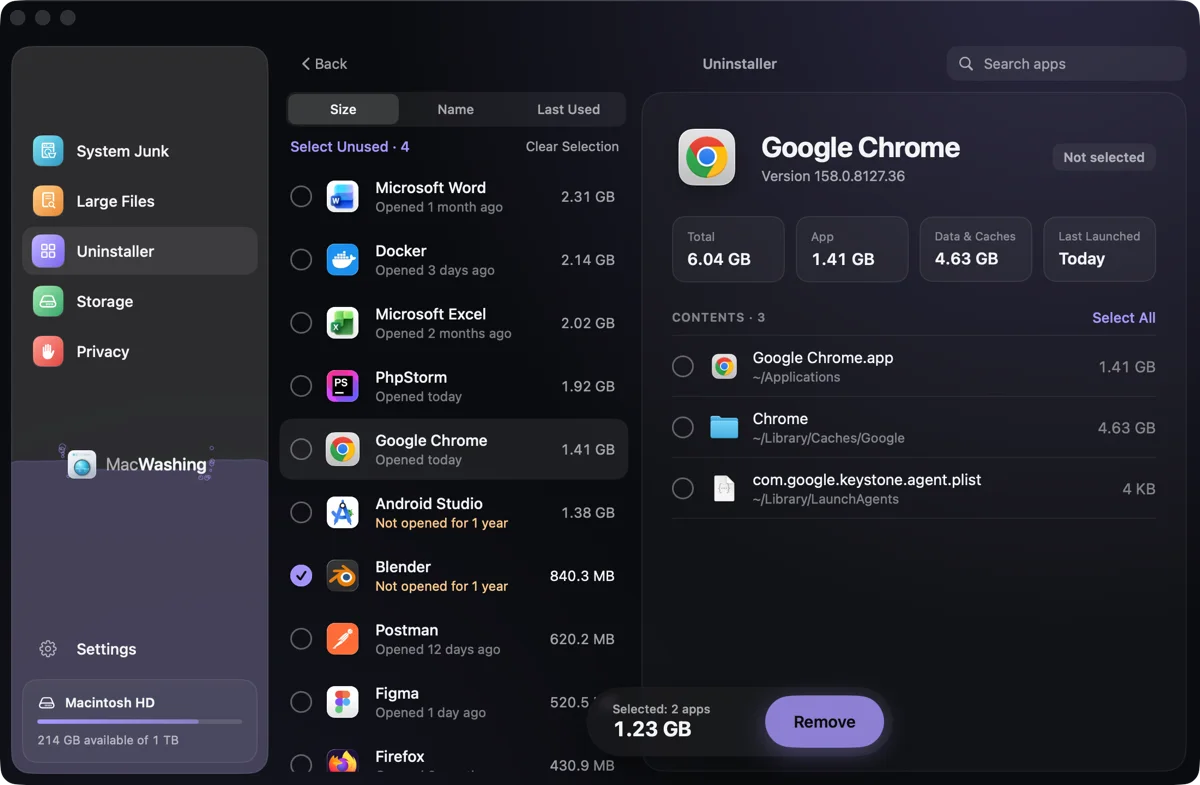 Back
Uninstaller
Search apps
System Junk
Large Files
Uninstaller
Storage
Privacy
MacWashing
Settings
Macintosh HD
214 GB available of 1 TB
Size
Name
Last Used
Select Unused · 4
Clear Selection
Microsoft Word
Opened 1 month ago
2.31 GB
Docker
Opened 3 days ago
2.14 GB
Microsoft Excel
Opened 2 months ago
2.02 GB
PS
PhpStorm
Opened today
1.92 GB
Google Chrome
Opened today
1.41 GB
Android Studio
Not opened for 1 year
1.38 GB
Blender
Not opened for 1 year
840.3 MB
Postman
Opened 12 days ago
620.2 MB
Figma
Opened 1 day ago
520.5
Firefox
430.9 MB
Google Chrome
Version 158.0.8127.36
Not selected
Total
6.04 GB
App
1.41 GB
Data & Caches
4.63 GB
Last Launched
Today
CONTENTS · 3
Select All
Google Chrome.app
~/Applications
1.41 GB
Chrome
~/Library/Caches/Google
4.63 GB
com.google.keystone.agent.plist
~/Library/LaunchAgents
4 KB
Selected: 2 apps
1.23 GB
Remove